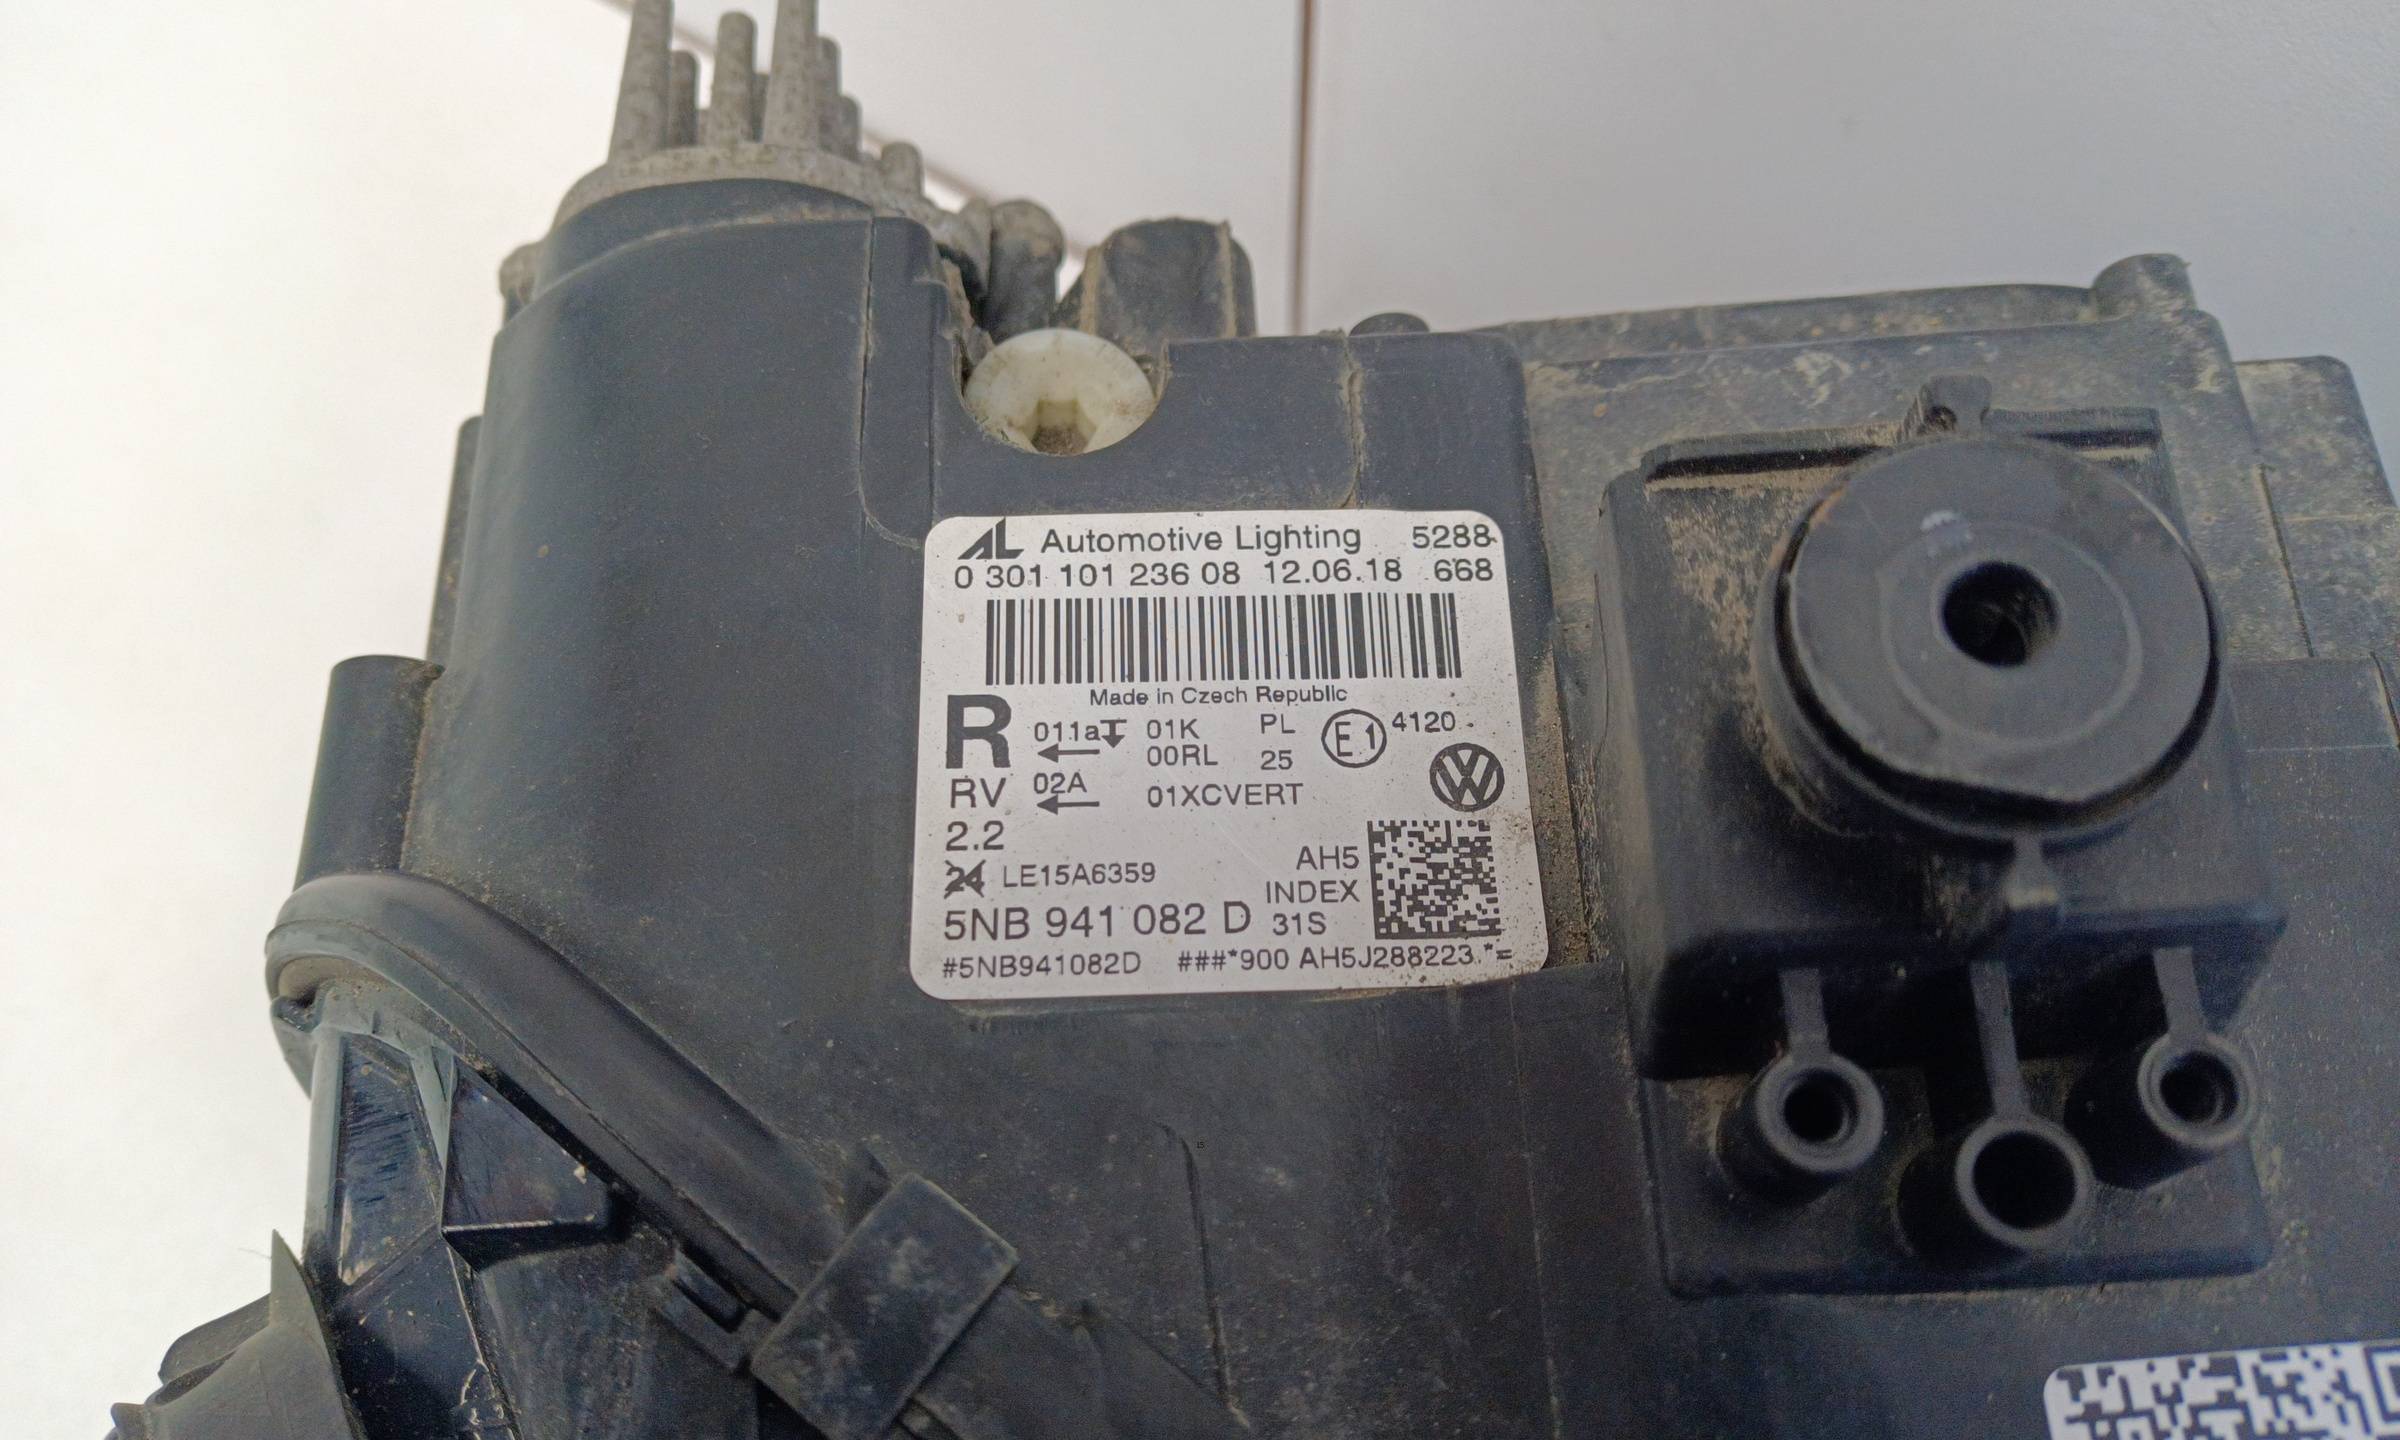 AL Automotive Lighting 5288
0 301 101 236 08 12.06.18 668
Made in Czech Republic
R 011aT 01K PL E1 4120
00RL 25
RV 02A 01XCVERT
2.2
24 LE15A6359 AH5
INDEX
5NB 941 082 D 31S
#5NB941082D ###*900 AH5J288223.*=
15